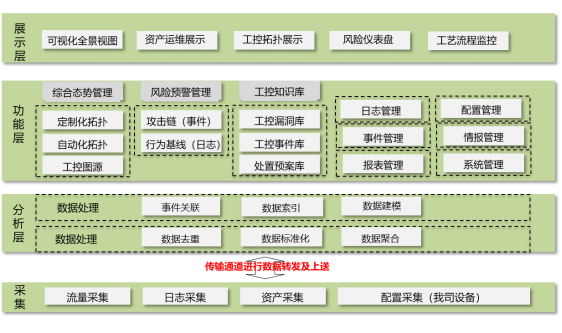 展示层
可视化全景视图
资产运维展示
工控拓扑展示
风险仪表盘
工艺流程监控
功能层
综合态势管理
风险预警管理
工控知识库
定制化拓扑
自动化拓扑
工控图源
攻击链（事件）
行为基线（日志）
工控漏洞库
工控事件库
处置预案库
日志管理
配置管理
事件管理
情报管理
报表管理
系统管理
分析层
数据处理
事件关联
数据索引
数据建模
数据处理
数据去重
数据标准化
数据聚合
传输通道进行数据转发及上送
采集
流量采集
日志采集
资产采集
配置采集（我司设备）